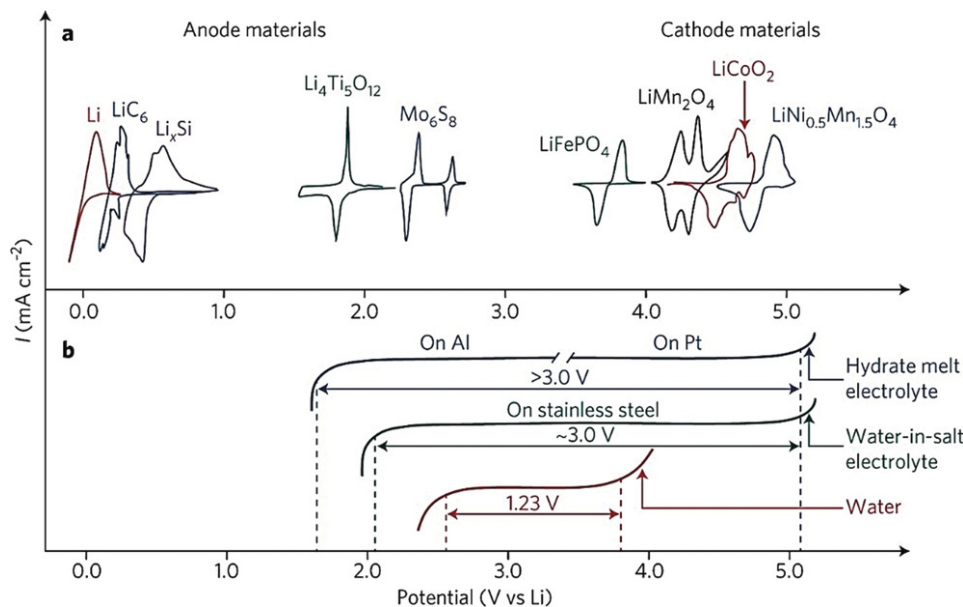 a
Anode materials
Cathode materials
Li
LiC₆
LiₓSi
Li₄Ti₅O₁₂
Mo₆S₈
LiFePO₄
LiMn₂O₄
LiCoO₂
LiNi₀.₅Mn₁.₅O₄
I (mA cm⁻²)
0.0 1.0 2.0 3.0 4.0 5.0
b
On Al
On Pt
>3.0 V
Hydrate melt
electrolyte
On stainless steel
~3.0 V
Water-in-salt
electrolyte
1.23 V
Water
0.0 1.0 2.0 3.0 4.0 5.0
Potential (V vs Li)